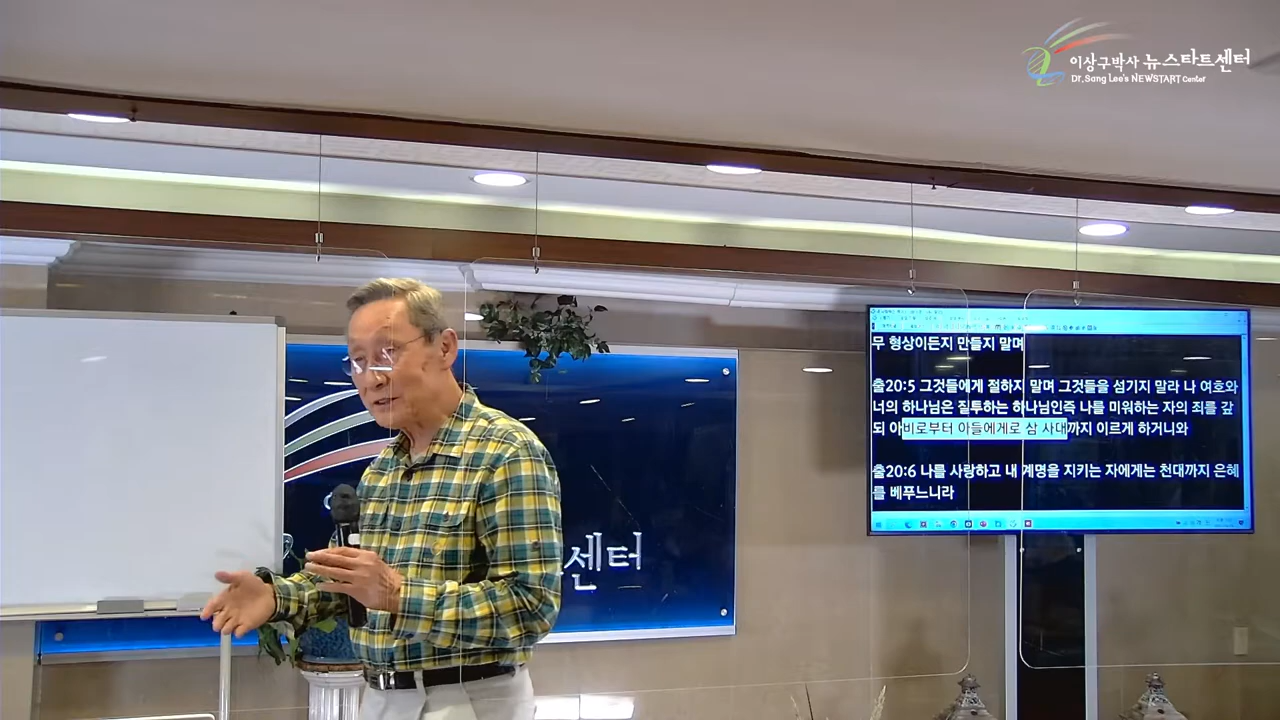 이상구박사 뉴스타트센터
Dr. Sang Lee's NEWSTART Center
무 형상이든지 만들지 말며
출20:5 그것들에게 절하지 말며 그것들을 섬기지 말라 나 여호와
너의 하나님은 질투하는 하나님인즉 나를 미워하는 자의 죄를 갚
되 아비로부터 아들에게로 삼 사대까지 이르게 하거니와
출20:6 나를 사랑하고 내 계명을 지키는 자에게는 천대까지 은혜
를 베푸느니라
센터